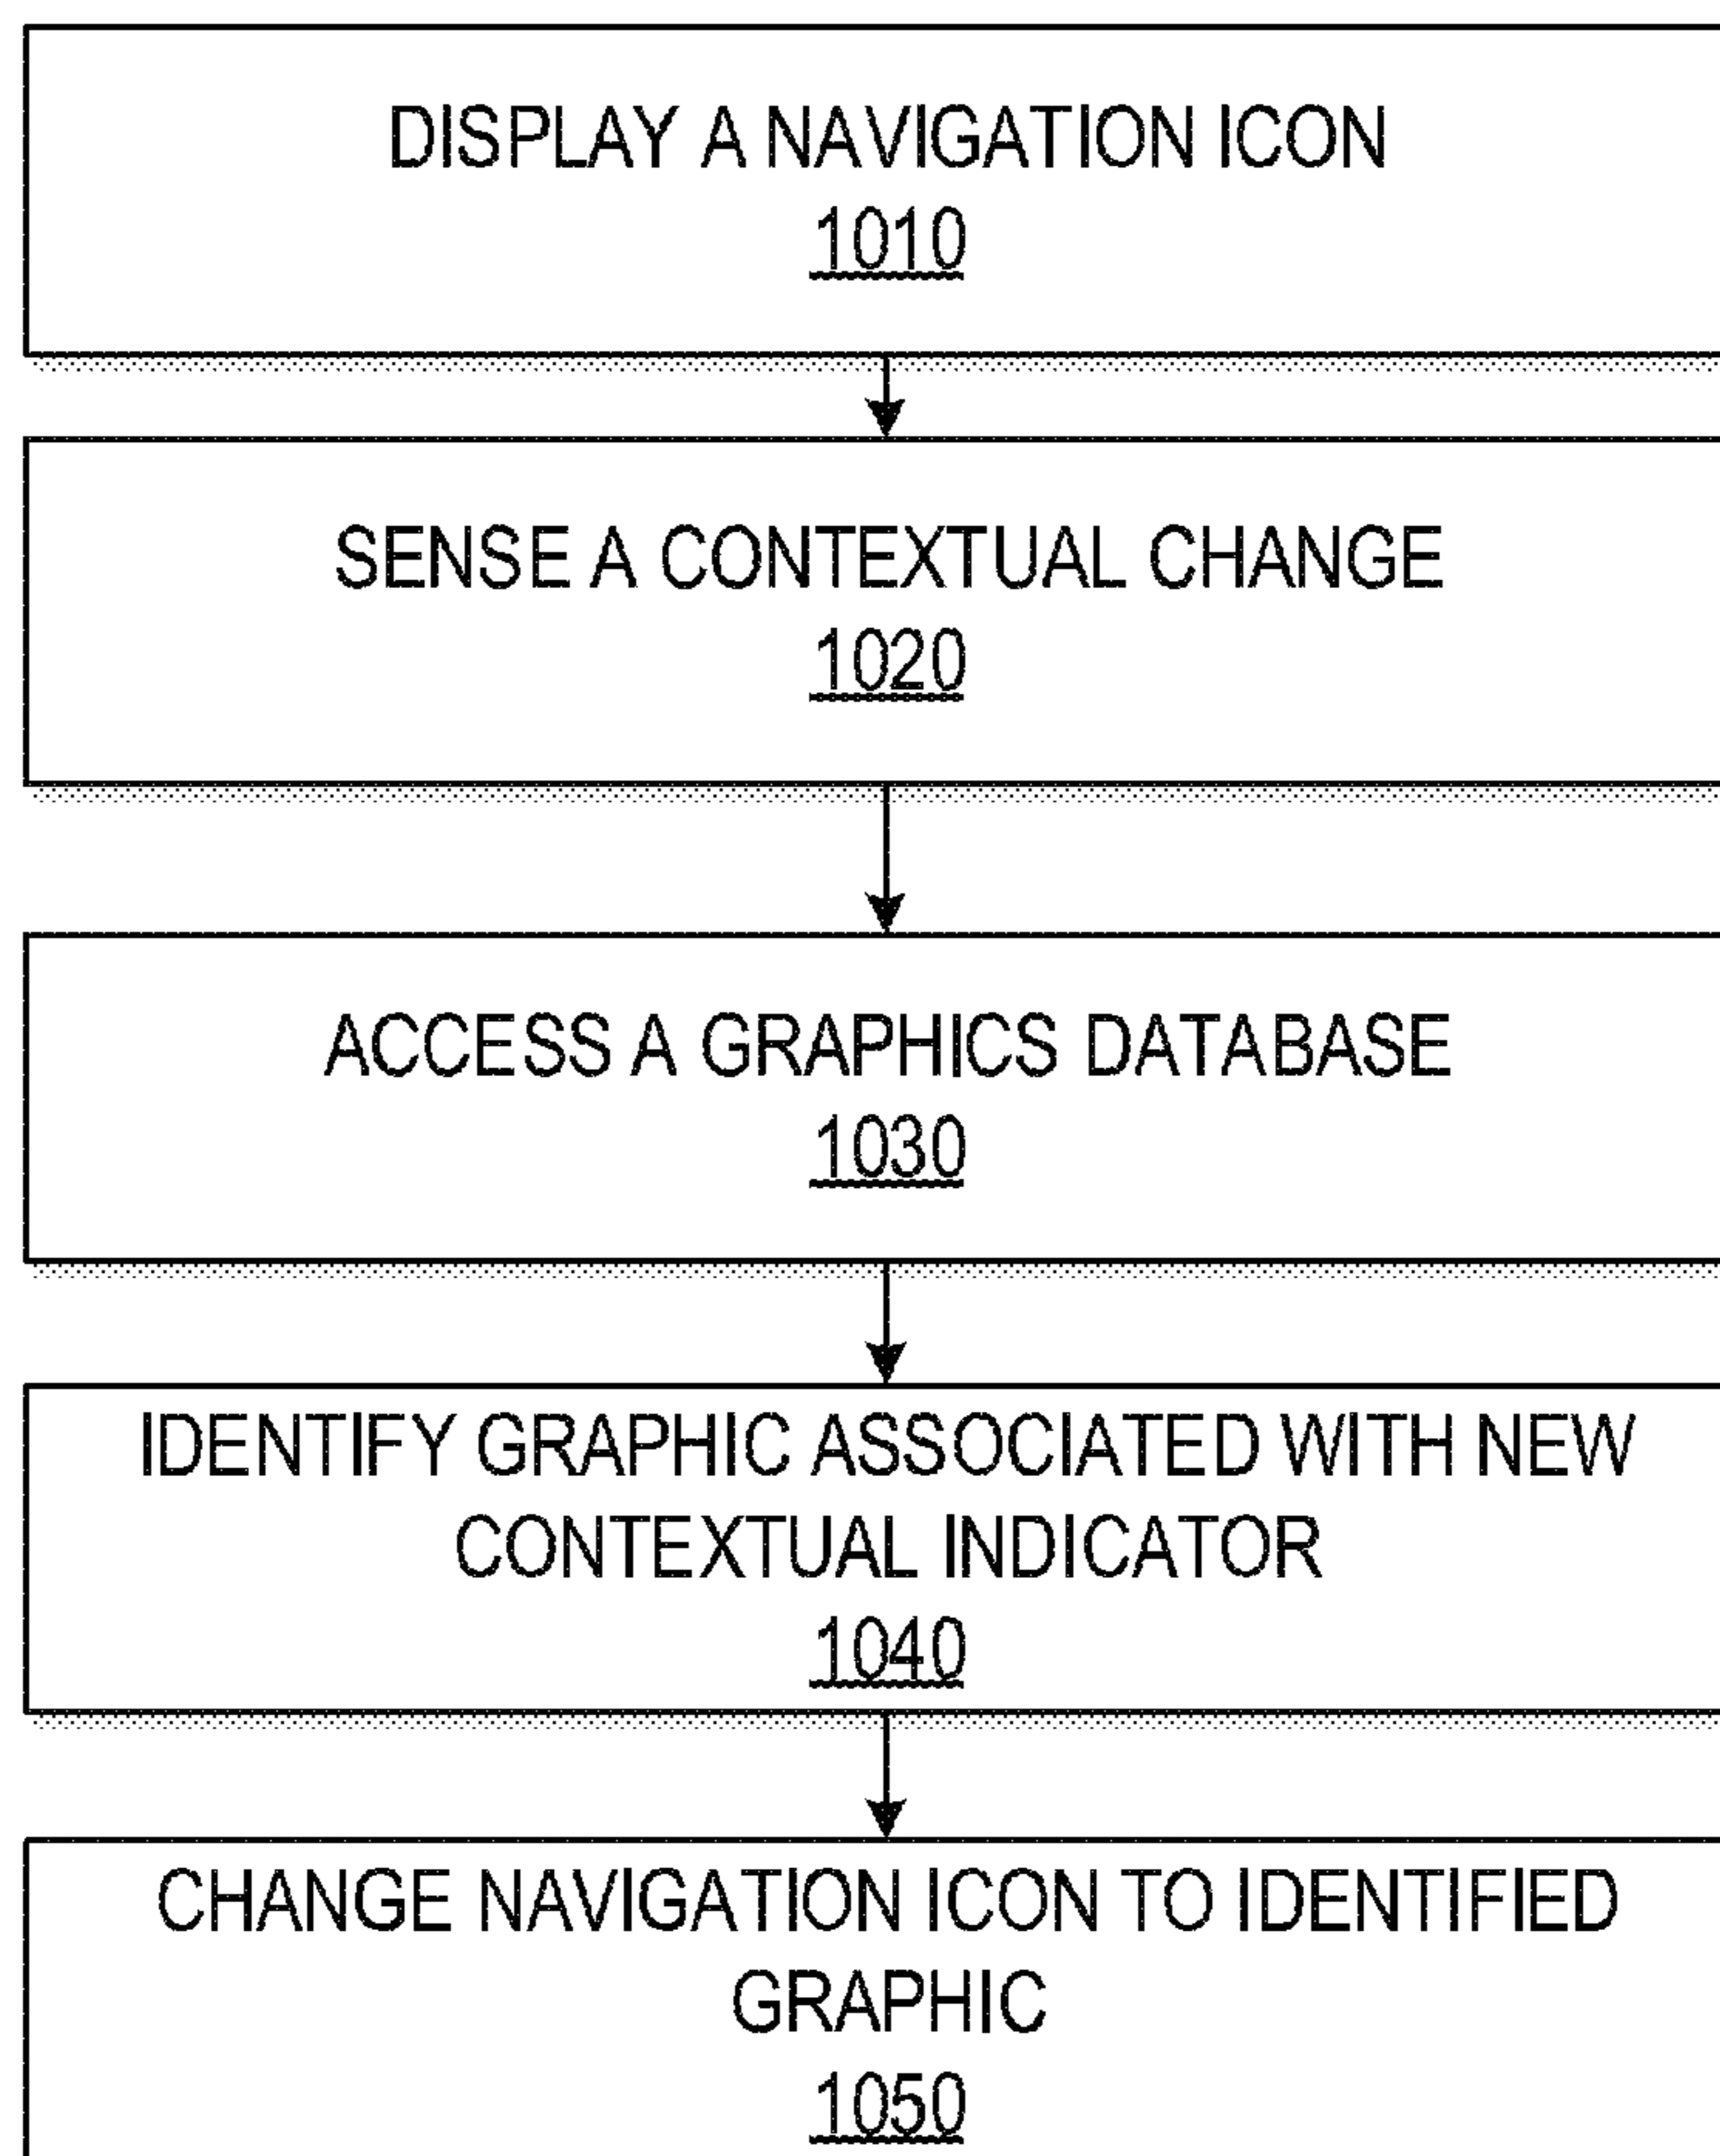 DISPLAY A NAVIGATION ICON
1010
SENSE A CONTEXTUAL CHANGE
1020
ACCESS A GRAPHICS DATABASE
1030
IDENTIFY GRAPHIC ASSOCIATED WITH NEW
CONTEXTUAL INDICATOR
1040
CHANGE NAVIGATION ICON TO IDENTIFIED
GRAPHIC
1050